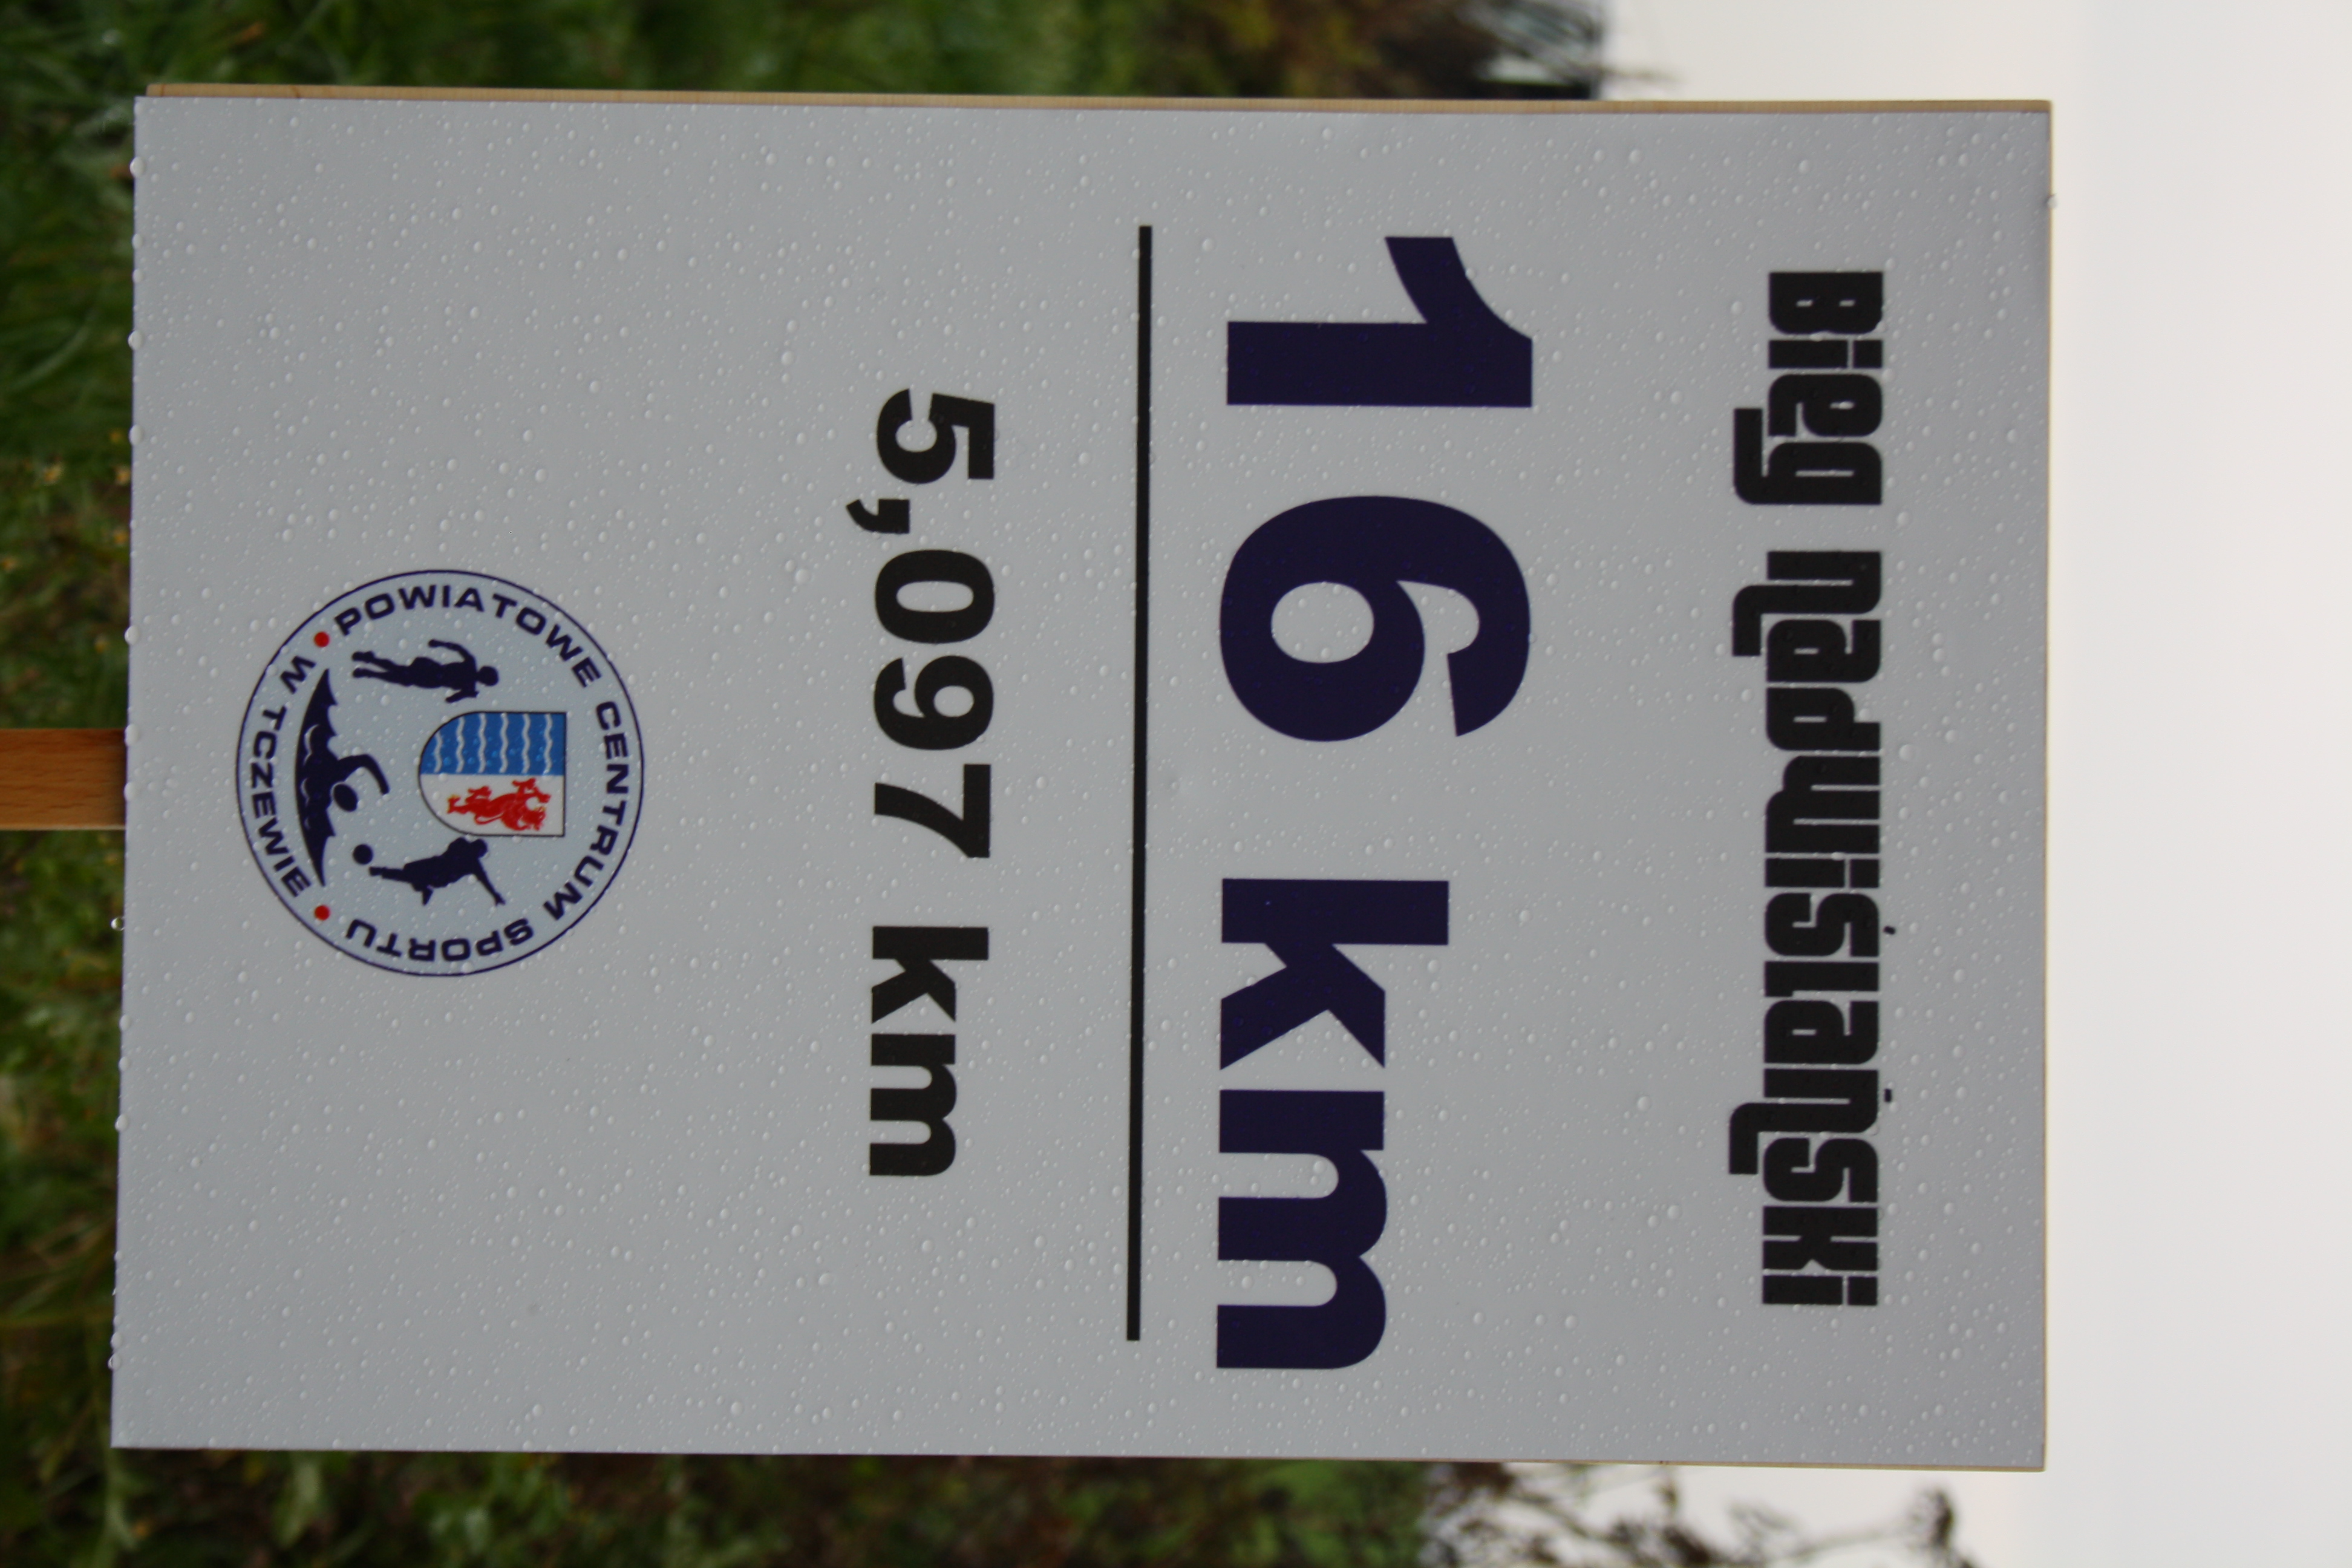 Bieg nadwiślański
16 km
5,097 km
POWIATOWE CENTRUM SPORTU
W TCZEWIE